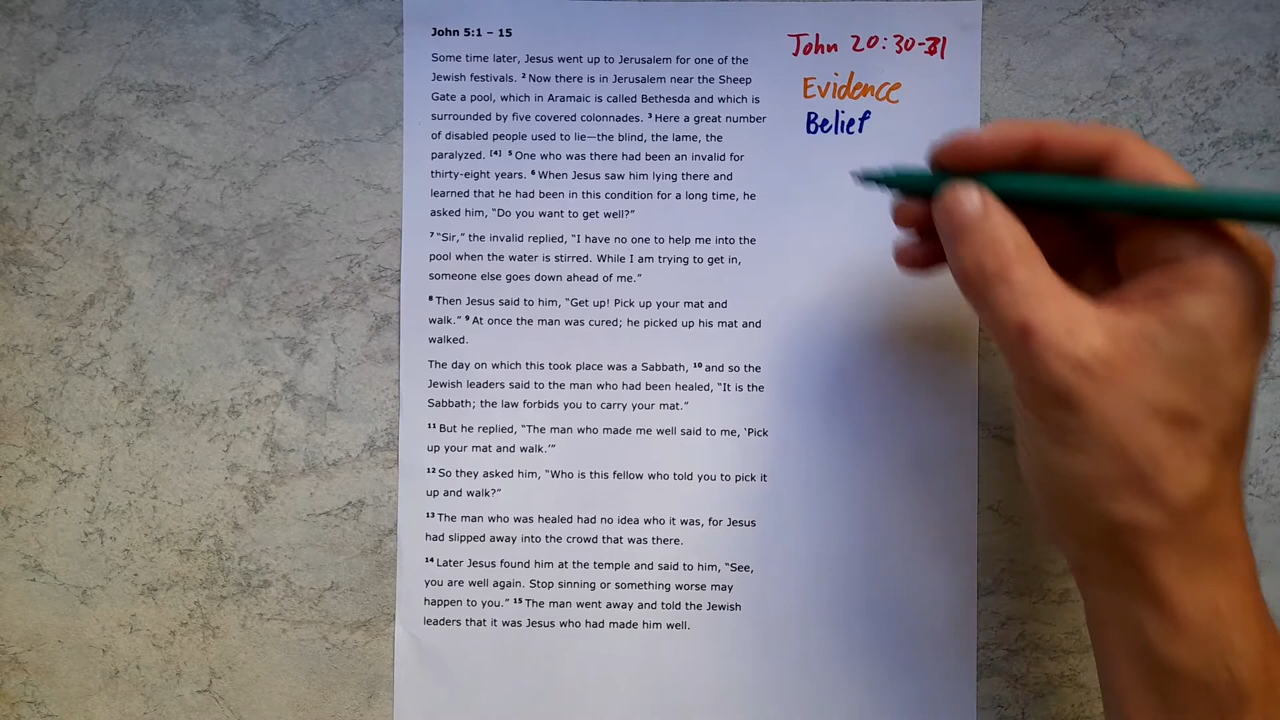 John 5:1 – 15
Some time later, Jesus went up to Jerusalem for one of the
Jewish festivals. ² Now there is in Jerusalem near the Sheep
Gate a pool, which in Aramaic is called Bethesda and which is
surrounded by five covered colonnades. ³ Here a great number
of disabled people used to lie—the blind, the lame, the
paralyzed. [4] ⁵ One who was there had been an invalid for
thirty-eight years. ⁶ When Jesus saw him lying there and
learned that he had been in this condition for a long time, he
asked him, “Do you want to get well?”
⁷ “Sir,” the invalid replied, “I have no one to help me into the
pool when the water is stirred. While I am trying to get in,
someone else goes down ahead of me.”
⁸ Then Jesus said to him, “Get up! Pick up your mat and
walk.” ⁹ At once the man was cured; he picked up his mat and
walked.
The day on which this took place was a Sabbath, ¹⁰ and so the
Jewish leaders said to the man who had been healed, “It is the
Sabbath; the law forbids you to carry your mat.”
¹¹ But he replied, “The man who made me well said to me, ‘Pick
up your mat and walk.’”
¹² So they asked him, “Who is this fellow who told you to pick it
up and walk?”
¹³ The man who was healed had no idea who it was, for Jesus
had slipped away into the crowd that was there.
¹⁴ Later Jesus found him at the temple and said to him, “See,
you are well again. Stop sinning or something worse may
happen to you.” ¹⁵ The man went away and told the Jewish
leaders that it was Jesus who had made him well.
John 20:30-31
Evidence
Belief